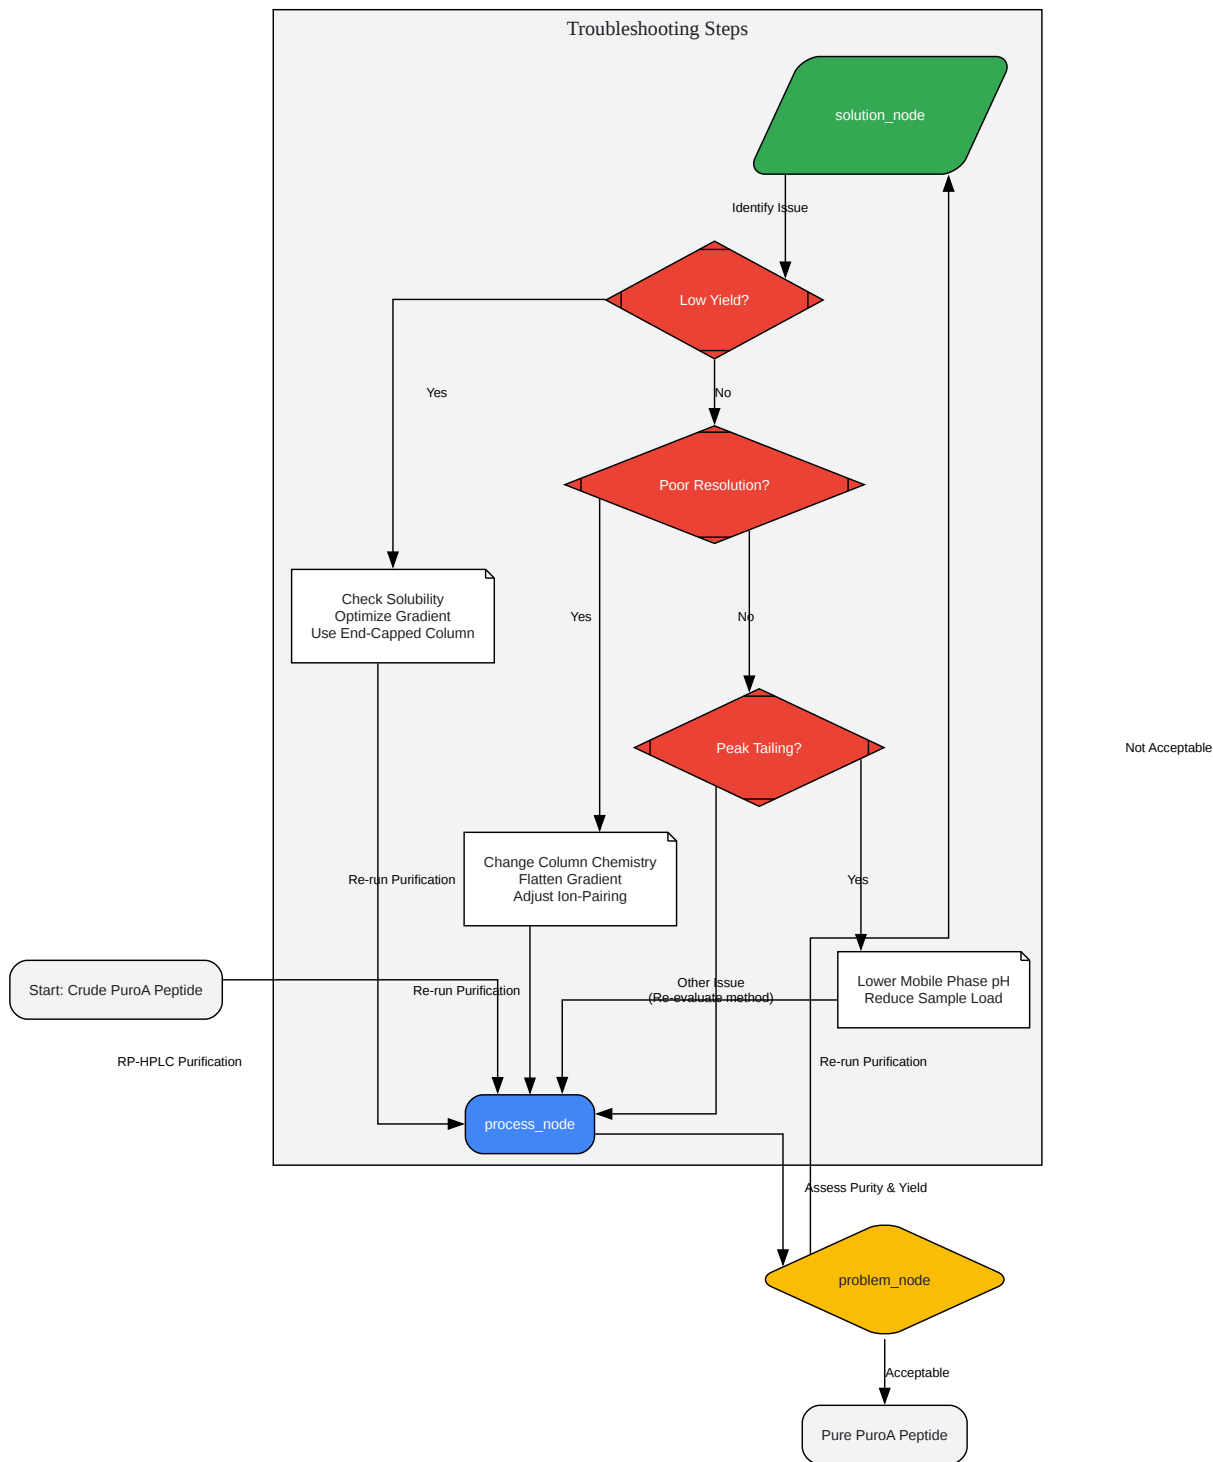 Troubleshooting Steps
solution_node
Identify Issue
Low Yield?
Yes
No
Poor Resolution?
Check Solubility
Optimize Gradient
Use End-Capped Column
Yes
No
Peak Tailing?
Not Acceptable
Change Column Chemistry
Flatten Gradient
Adjust Ion-Pairing
Re-run Purification
Yes
Start: Crude PuroA Peptide
Re-run Purification
Other Issue
(Re-evaluate method)
Lower Mobile Phase pH
Reduce Sample Load
RP-HPLC Purification
Re-run Purification
process_node
Assess Purity & Yield
problem_node
Acceptable
Pure PuroA Peptide